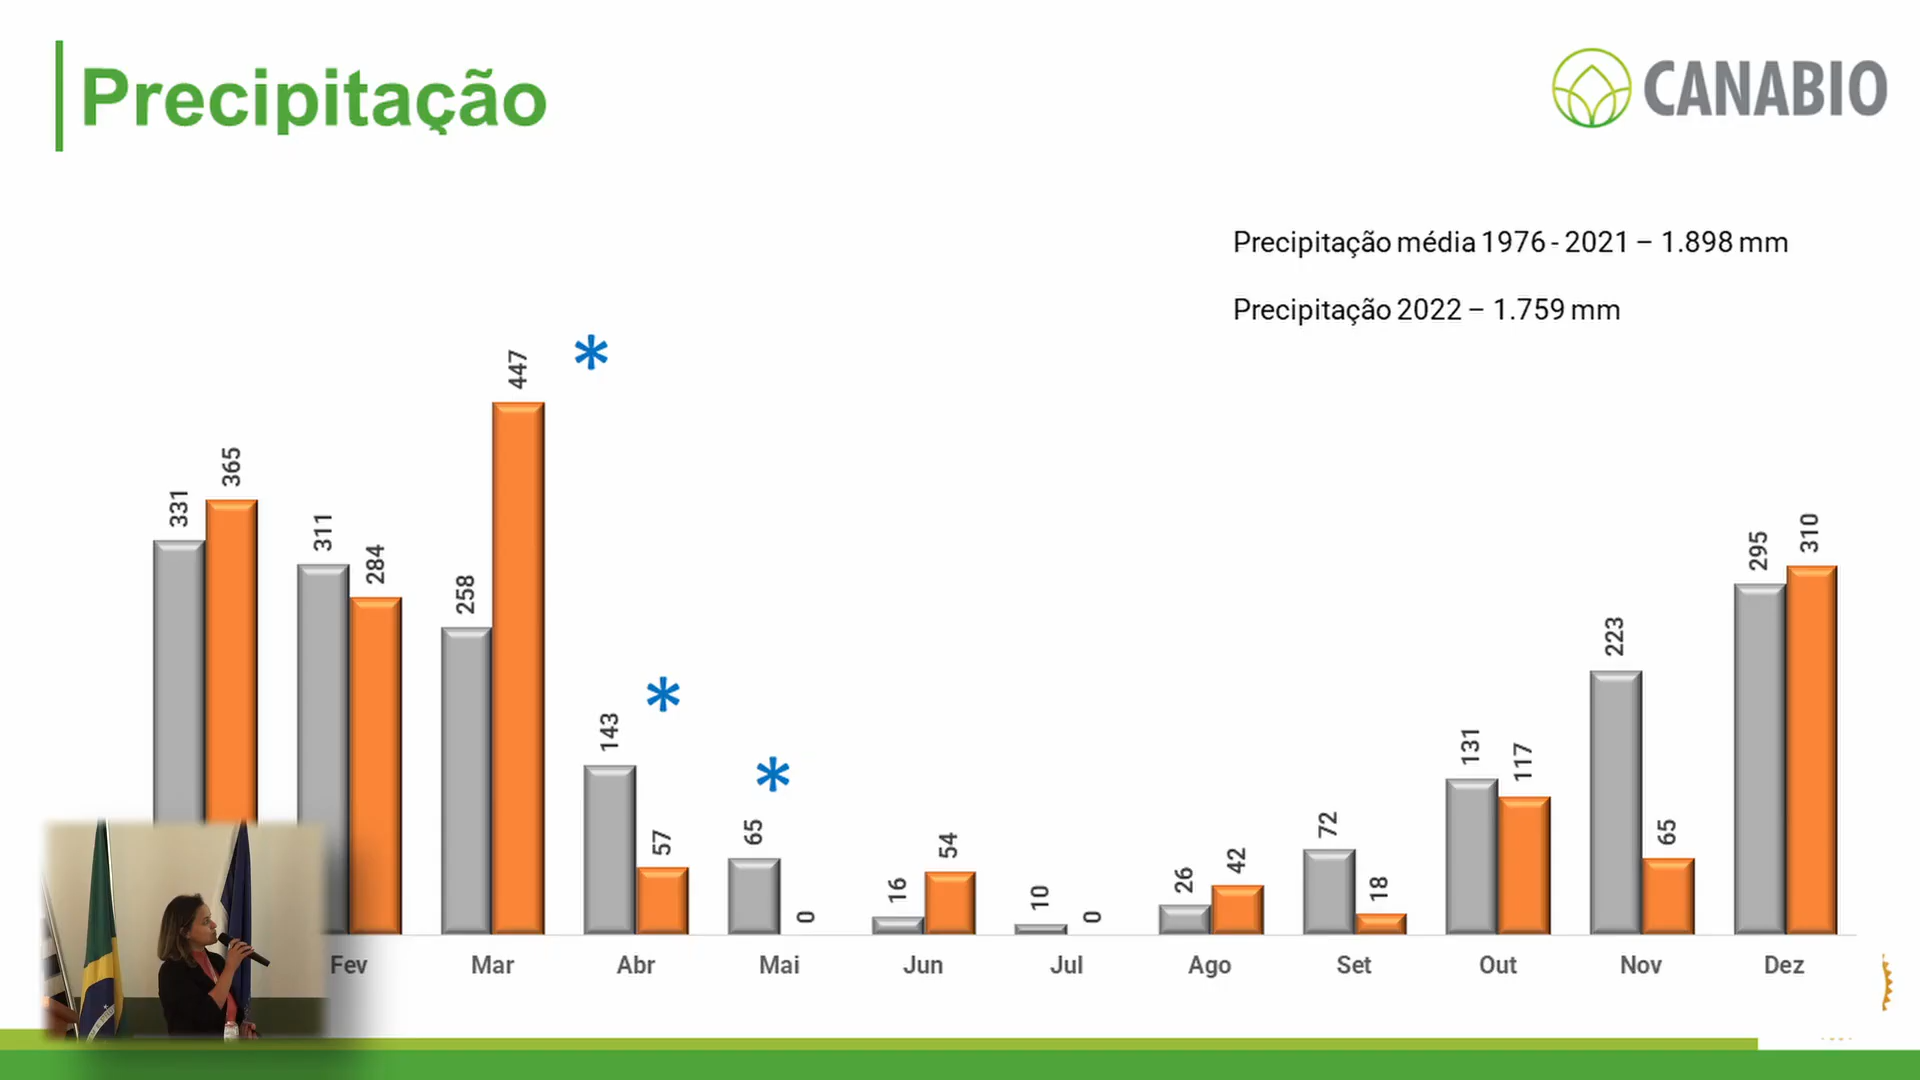 Precipitação
CANABIO
Precipitação média 1976 - 2021 – 1.898 mm
Precipitação 2022 – 1.759 mm
331
365
311
284
258
447
*
143
57
*
65
0
*
16
54
10
0
26
42
72
18
131
117
223
65
295
310
Fev
Mar
Abr
Mai
Jun
Jul
Ago
Set
Out
Nov
Dez